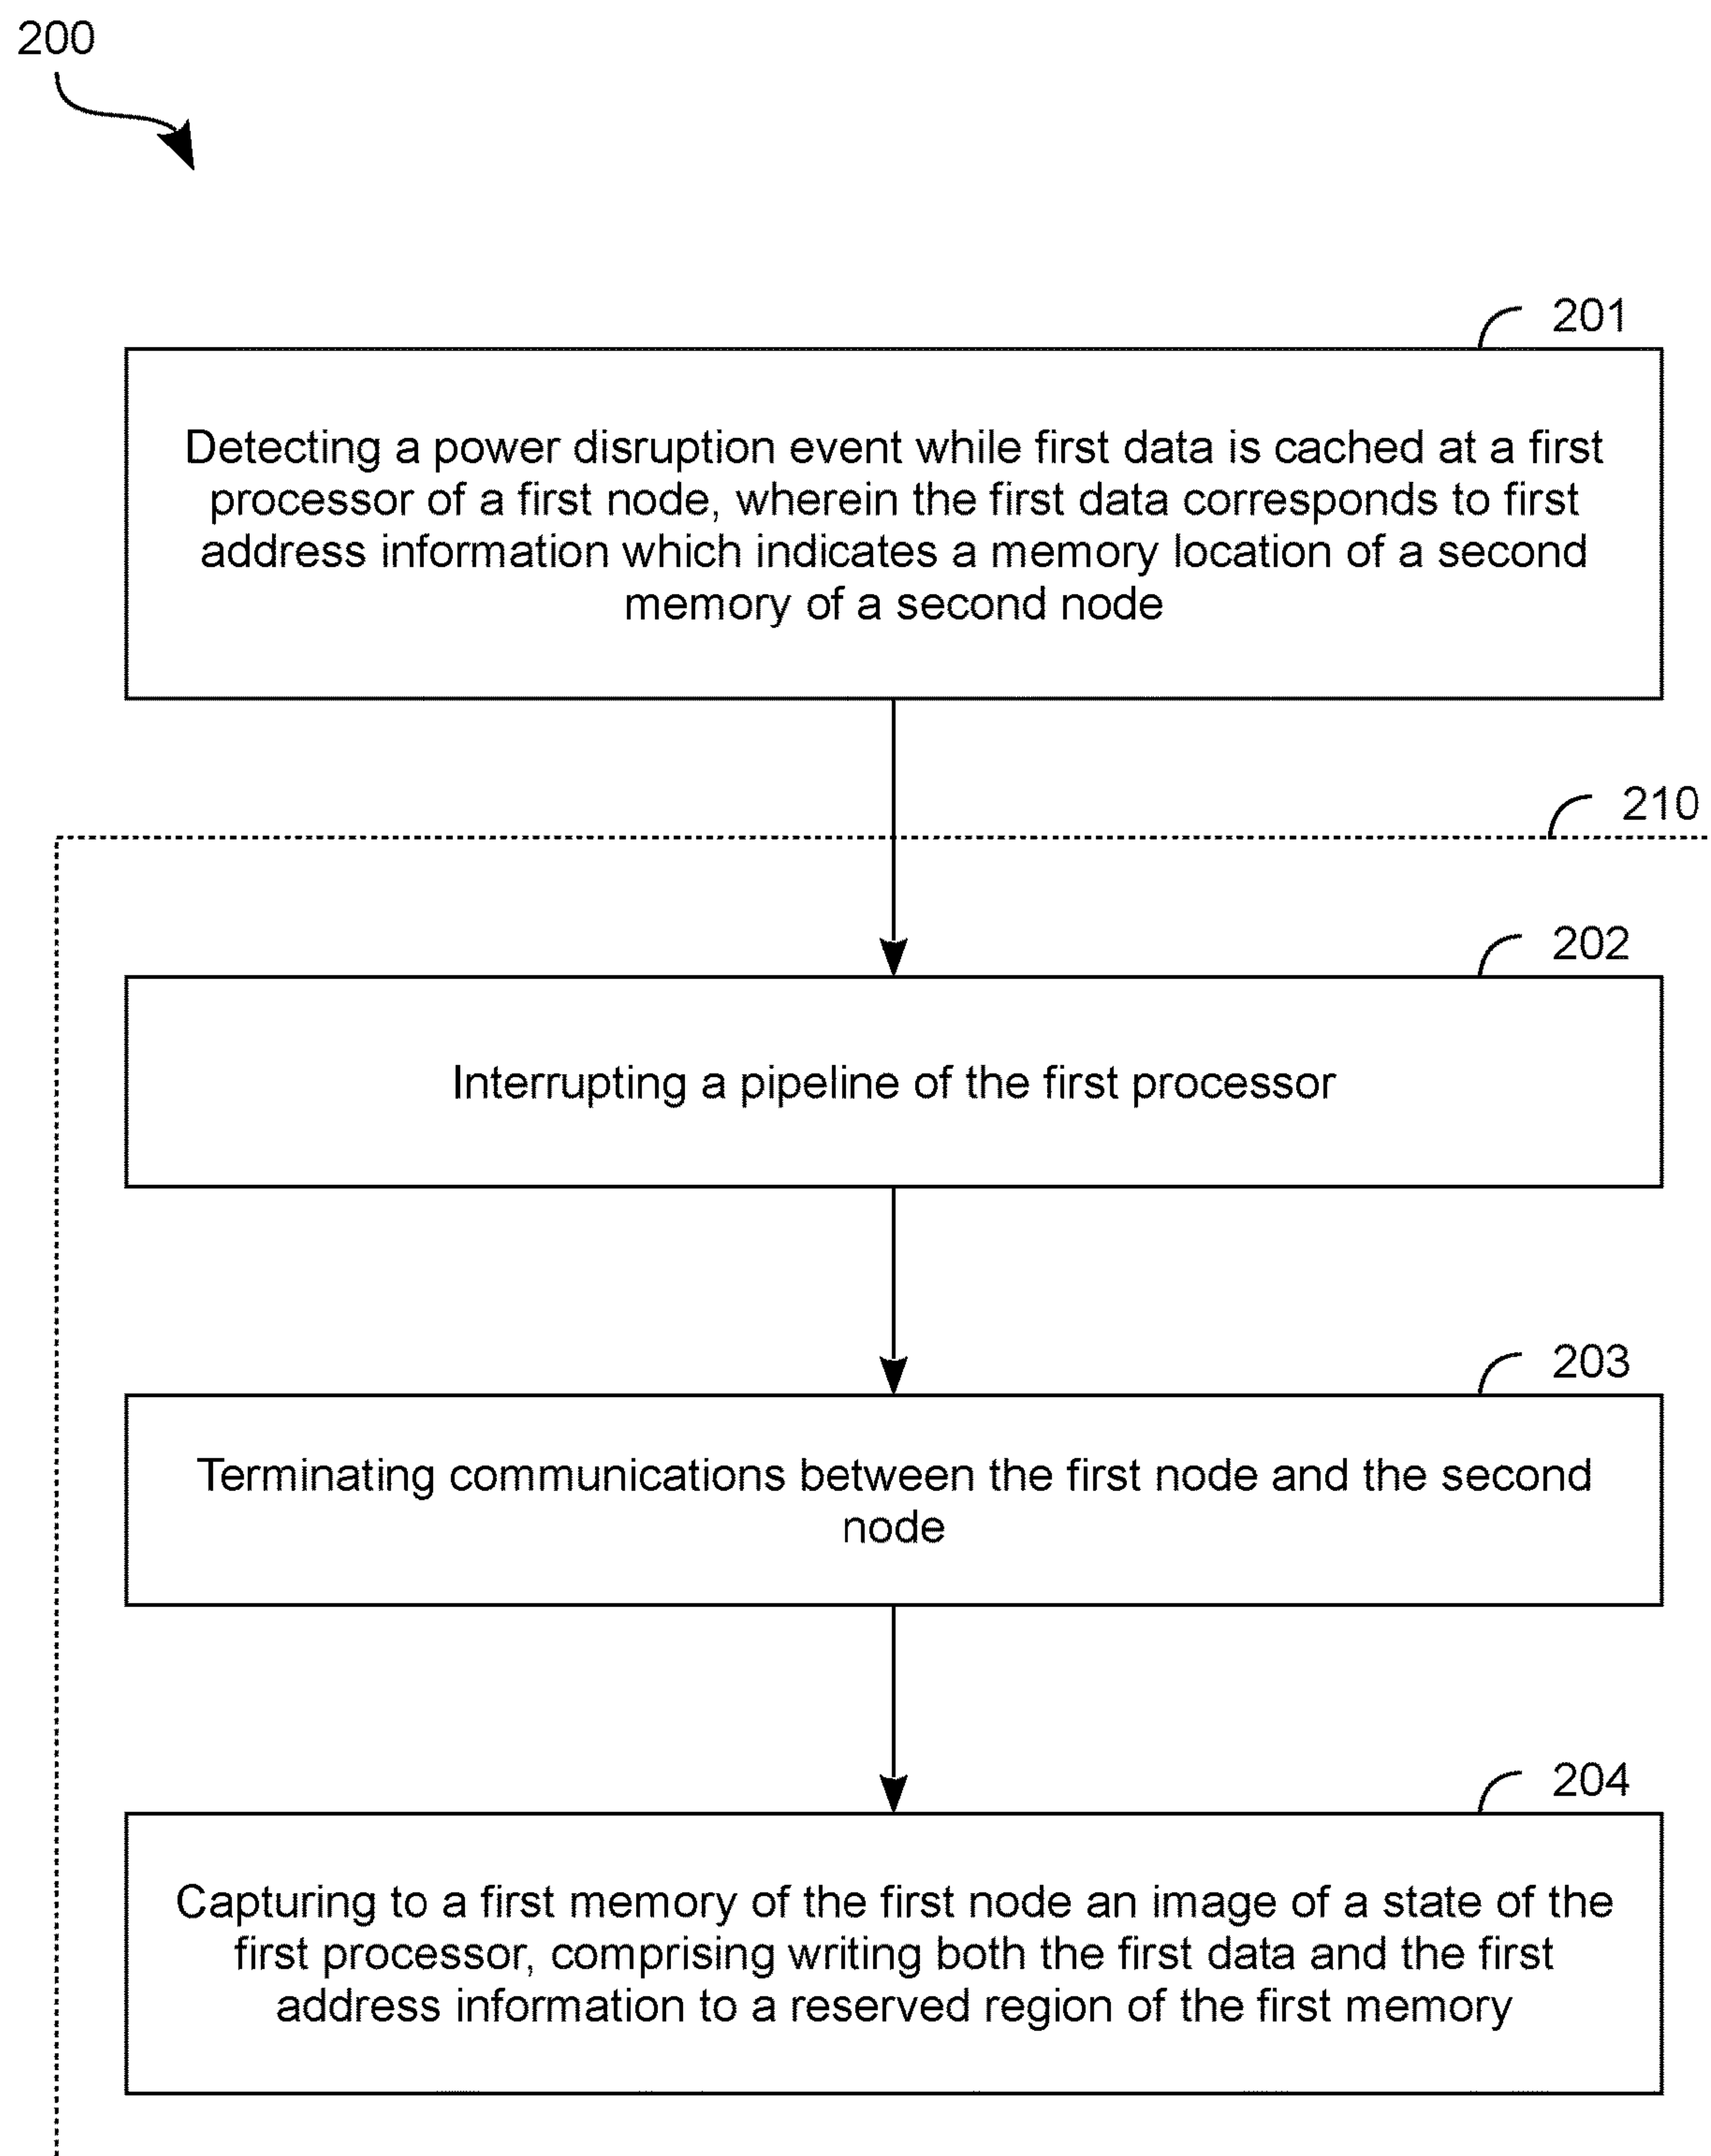 200
201
Detecting a power disruption event while first data is cached at a first
processor of a first node, wherein the first data corresponds to first
address information which indicates a memory location of a second
memory of a second node
210
202
Interrupting a pipeline of the first processor
203
Terminating communications between the first node and the second
node
204
Capturing to a first memory of the first node an image of a state of the
first processor, comprising writing both the first data and the first
address information to a reserved region of the first memory